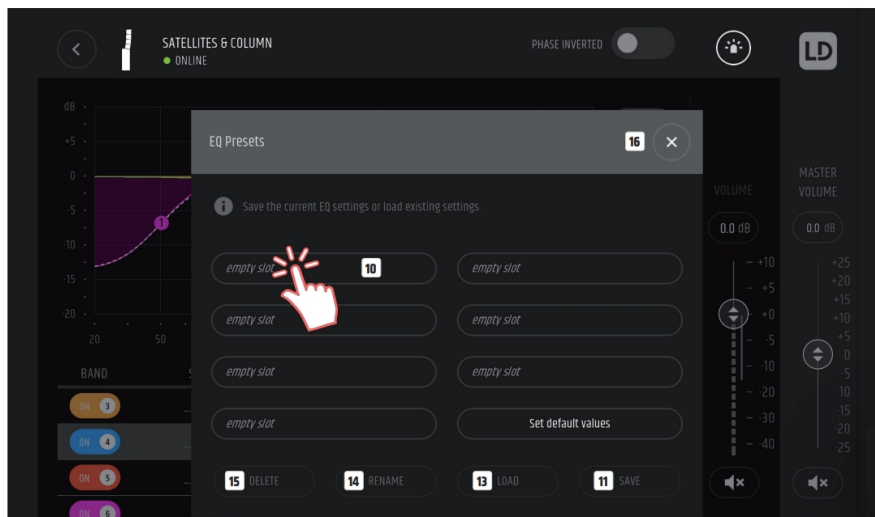 SATELLITES & COLUMN
ONLINE
PHASE INVERTED
LD
dB
+5
0
-5
-10
-15
-20
20
50
1
EQ Presets
16
i
Save the current EQ settings or load existing settings.
empty slot
10
empty slot
empty slot
empty slot
empty slot
empty slot
empty slot
Set default values
15 DELETE
14 RENAME
13 LOAD
11 SAVE
BAND
ON 3
ON 4
ON 5
ON 6
VOLUME
0.0 dB
+10
+5
+0
-5
-10
-20
-30
-40
MASTER
VOLUME
0.0 dB
+25
+20
+15
+10
+5
0
-5
-10
-15
-20
-25